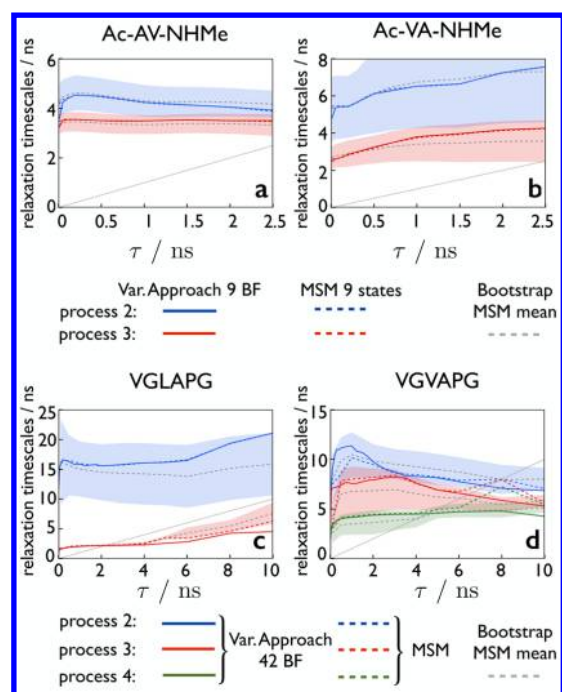 Ac-AV-NHMe
Ac-VA-NHMe
relaxation timescales / ns
6
4
2
0
a
0 0.5 1 1.5 2 2.5
τ / ns
relaxation timescales / ns
8
6
4
2
0
b
0 0.5 1 1.5 2 2.5
τ / ns
Var. Approach 9 BF
MSM 9 states
Bootstrap
MSM mean
process 2:
process 3:
VGLAPG
VGVAPG
relaxation timescales / ns
25
20
15
10
5
0
c
0 2 4 6 8 10
τ / ns
relaxation timescales / ns
15
10
5
0
d
0 2 4 6 8 10
τ / ns
process 2:
process 3:
process 4:
Var. Approach
42 BF
MSM
Bootstrap
MSM mean